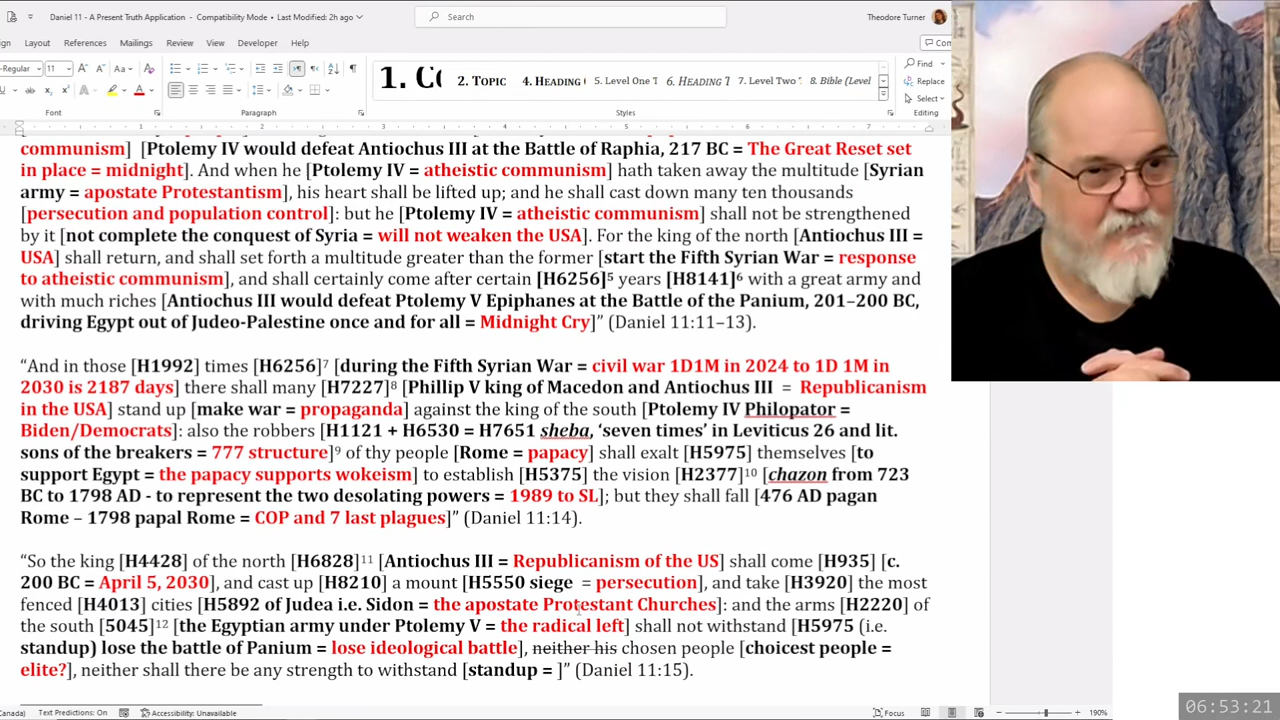 Daniel 11 - A Present Truth Application - Compatibility Mode • Last Modified: 2h ago
Search
Theodore Turner
Layout References Mailings Review View Developer Help
Regular 11 Aa
1. Co 2. Topic 4. Heading 5. Level One 6. Heading 7. Level Two 8. Bible (Level
Find
Replace
Select
Editing
Font Paragraph Styles
communism] [Ptolemy IV would defeat Antiochus III at the Battle of Raphia, 217 BC = The Great Reset set
in place = midnight]. And when he [Ptolemy IV = atheistic communism] hath taken away the multitude [Syrian
army = apostate Protestantism], his heart shall be lifted up; and he shall cast down many ten thousands
[persecution and population control]: but he [Ptolemy IV = atheistic communism] shall not be strengthened
by it [not complete the conquest of Syria = will not weaken the USA]. For the king of the north [Antiochus III =
USA] shall return, and shall set forth a multitude greater than the former [start the Fifth Syrian War = response
to atheistic communism], and shall certainly come after certain [H6256]5 years [H8141]6 with a great army and
with much riches [Antiochus III would defeat Ptolemy V Epiphanes at the Battle of the Panium, 201–200 BC,
driving Egypt out of Judeo-Palestine once and for all = Midnight Cry]” (Daniel 11:11–13).
“And in those [H1992] times [H6256]7 [during the Fifth Syrian War = civil war 1D1M in 2024 to 1D 1M in
2030 is 2187 days] there shall many [H7227]8 [Phillip V king of Macedon and Antiochus III = Republicanism
in the USA] stand up [make war = propaganda] against the king of the south [Ptolemy IV Philopator =
Biden/Democrats]: also the robbers [H1121 + H6530 = H7651 sheba, ‘seven times’ in Leviticus 26 and lit.
sons of the breakers = 777 structure]9 of thy people [Rome = papacy] shall exalt [H5975] themselves [to
support Egypt = the papacy supports wokeism] to establish [H5375] the vision [H2377]10 [chazon from 723
BC to 1798 AD - to represent the two desolating powers = 1989 to SL]; but they shall fall [476 AD pagan
Rome – 1798 papal Rome = COP and 7 last plagues]” (Daniel 11:14).
“So the king [H4428] of the north [H6828]11 [Antiochus III = Republicanism of the US] shall come [H935] [c.
200 BC = April 5, 2030], and cast up [H8210] a mount [H5550 siege = persecution], and take [H3920] the most
fenced [H4013] cities [H5892 of Judea i.e. Sidon = the apostate Protestant Churches]: and the arms [H2220] of
the south [5045]12 [the Egyptian army under Ptolemy V = the radical left] shall not withstand [H5975 (i.e.
standup) lose the battle of Panium = lose ideological battle], neither his chosen people [choicest people =
elite?], neither shall there be any strength to withstand [standup = ]” (Daniel 11:15).
Text Predictions: On Accessibility: Unavailable Focus 190%
06:53:21